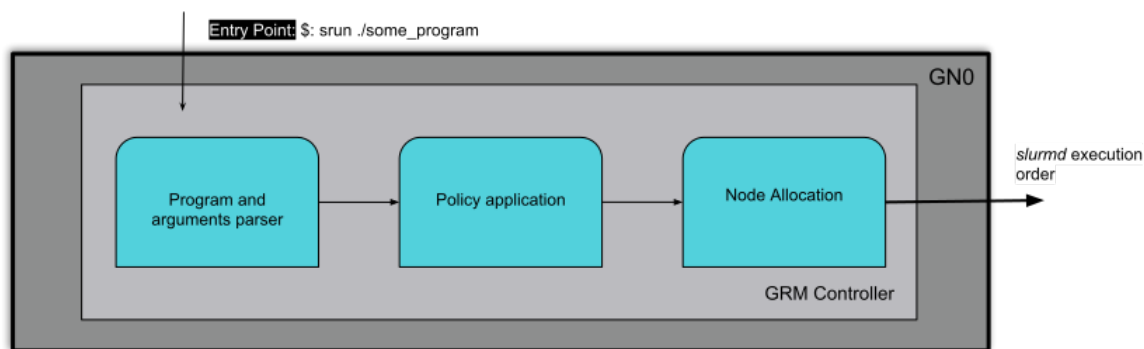 Entry Point: $: srun ./some_program
GN0
slurmd execution
order
Program and
arguments parser
Policy application
Node Allocation
GRM Controller